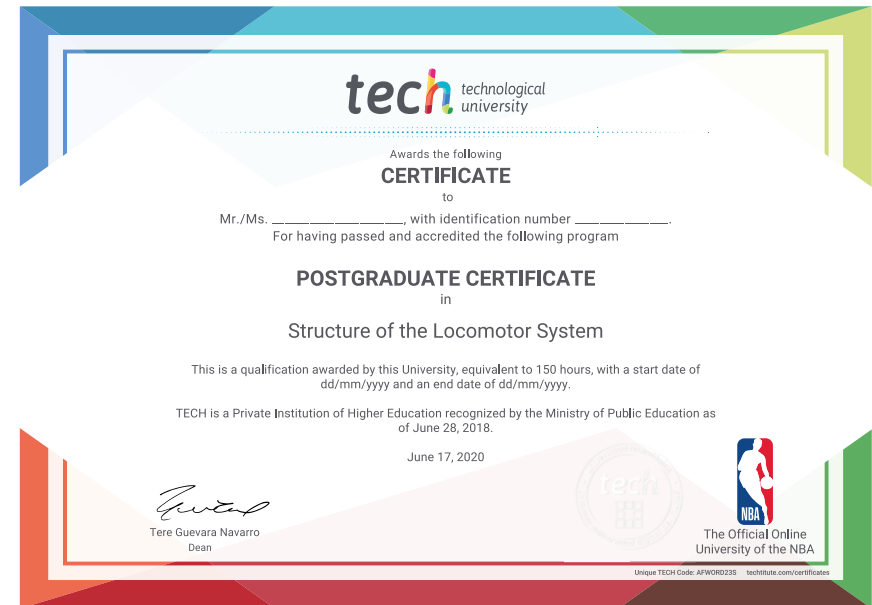 tech technological
university
Awards the following
CERTIFICATE
to
Mr./Ms. ____________________, with identification number ______________.
For having passed and accredited the following program
POSTGRADUATE CERTIFICATE
in
Structure of the Locomotor System
This is a qualification awarded by this University, equivalent to 150 hours, with a start date of
dd/mm/yyyy and an end date of dd/mm/yyyy.
TECH is a Private Institution of Higher Education recognized by the Ministry of Public Education as
of June 28, 2018.
June 17, 2020
tech
Tere Guevara Navarro
Dean
NBA
The Official Online
University of the NBA
Unique TECH Code: AFWORD23S techtitute.com/certificates